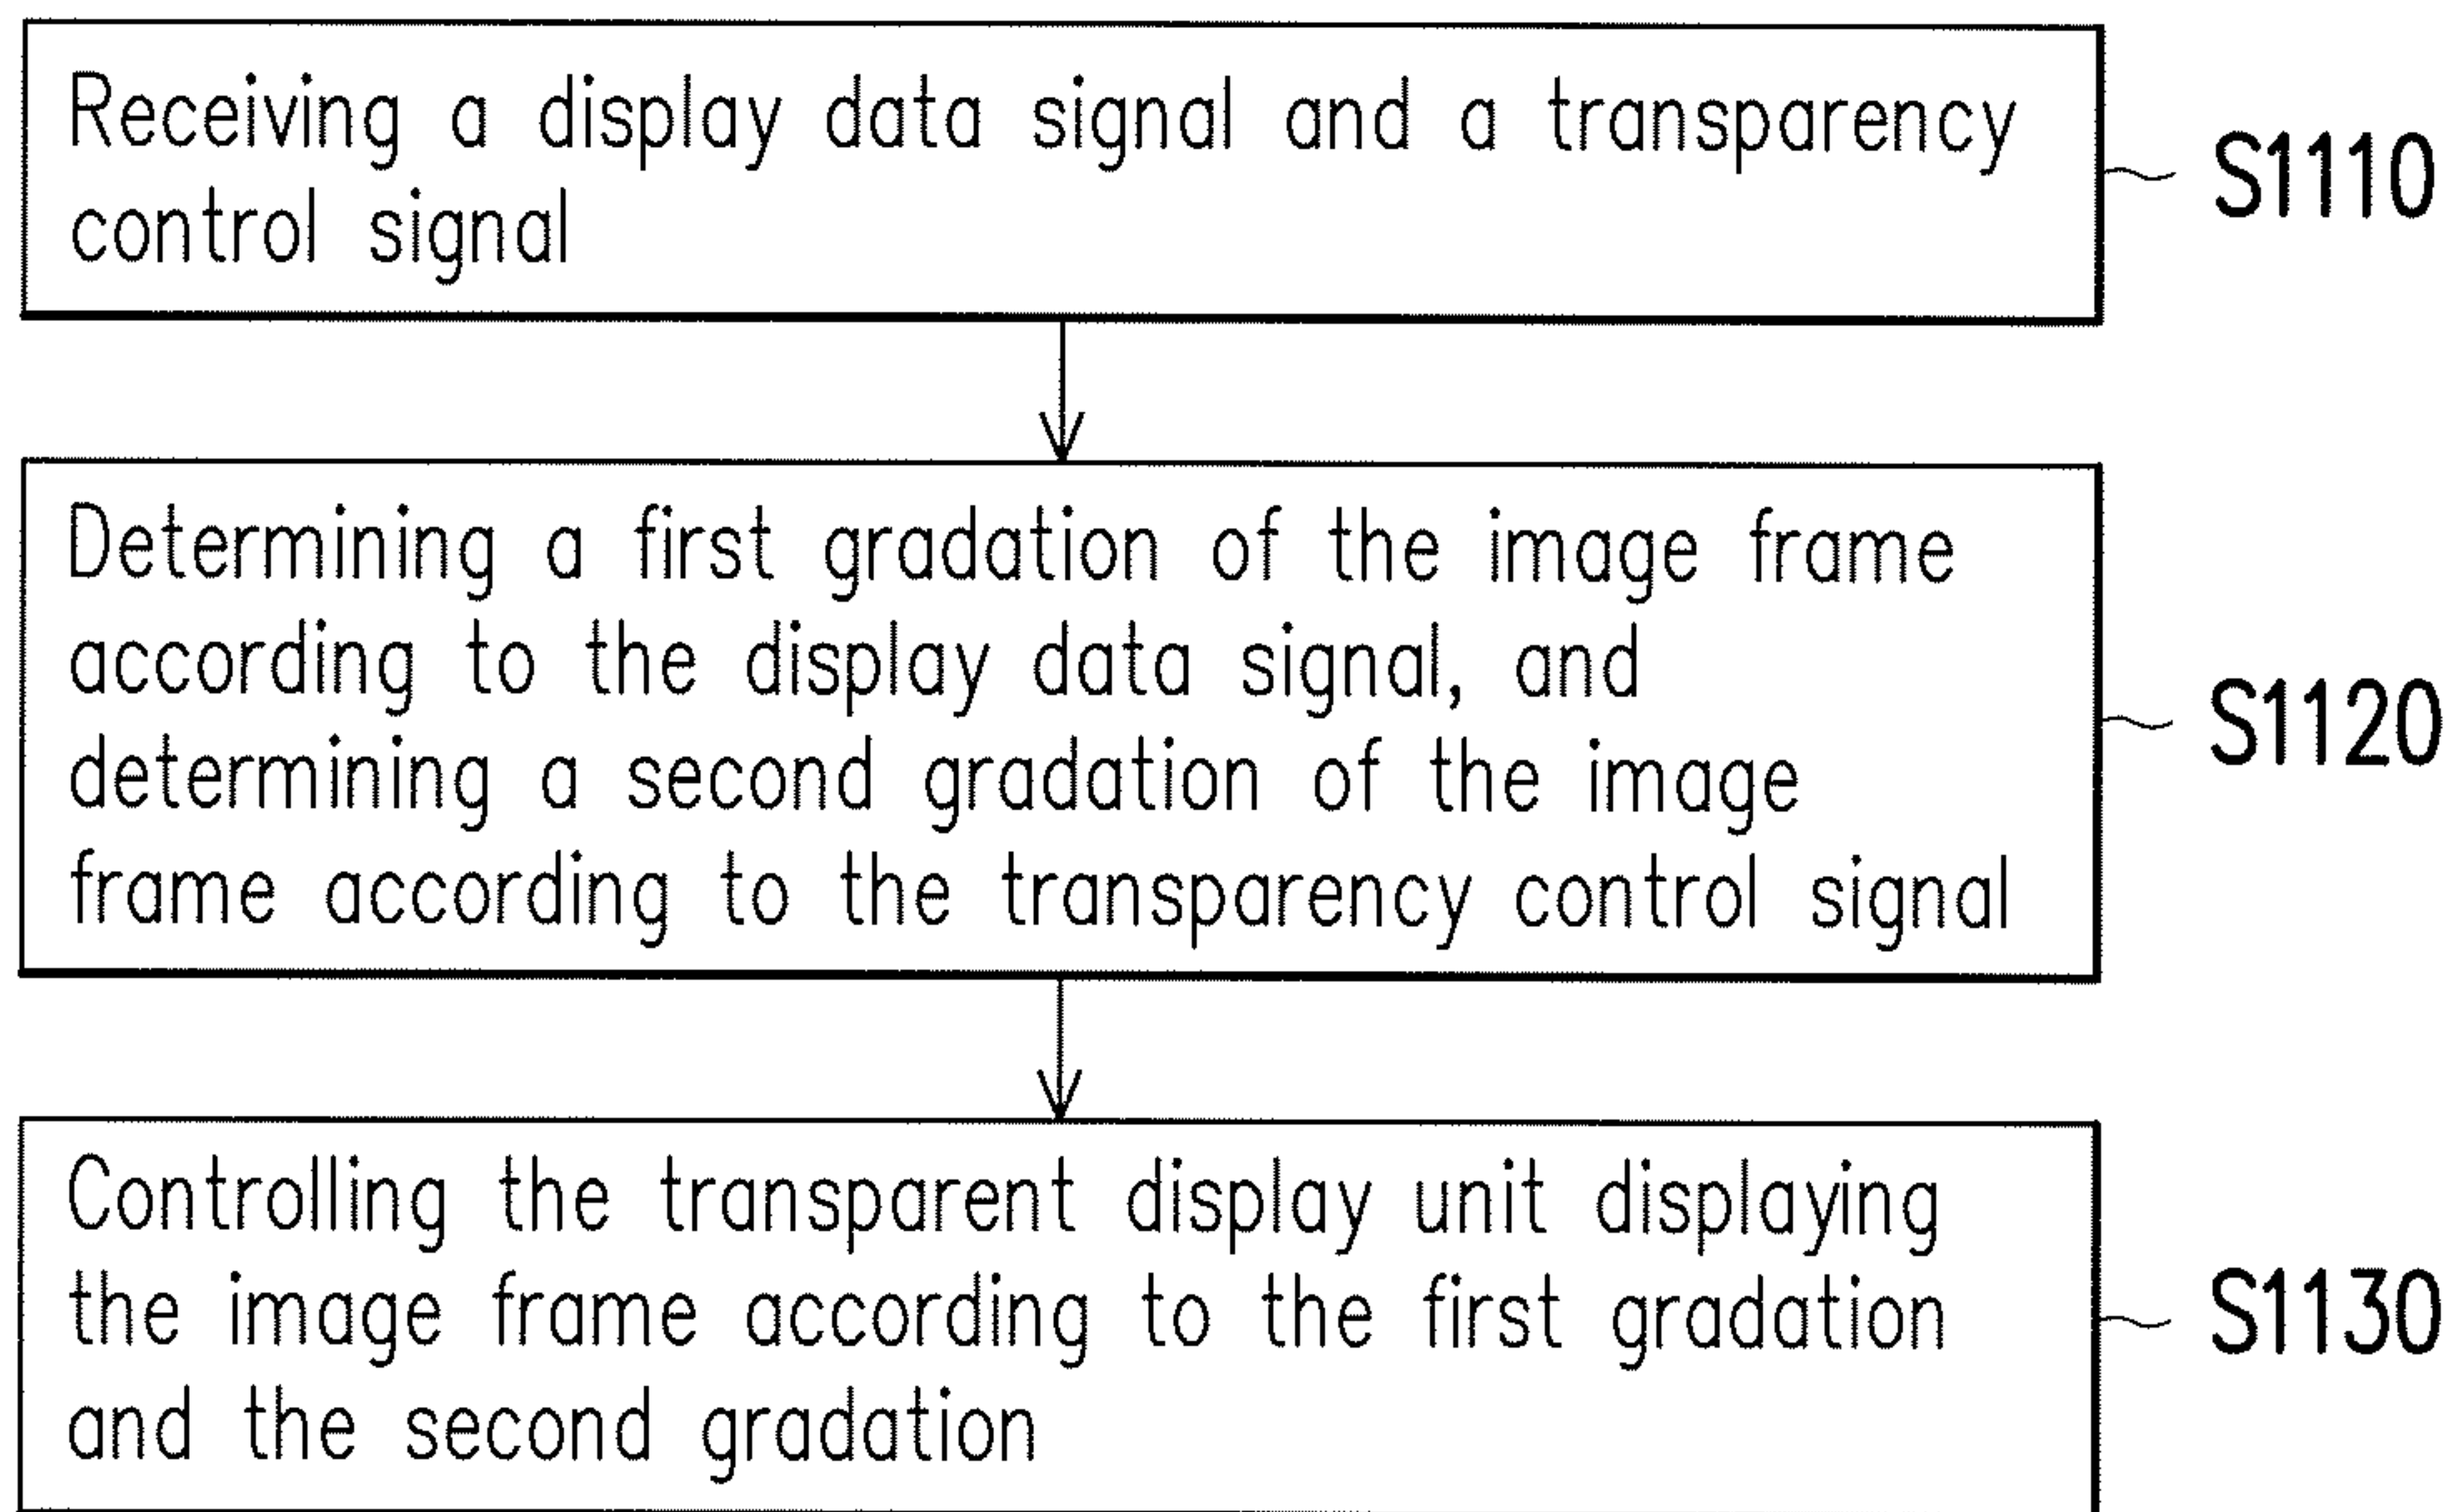 Receiving a display data signal and a transparency
control signal
S1110
Determining a first gradation of the image frame
according to the display data signal, and
determining a second gradation of the image
frame according to the transparency control signal
S1120
Controlling the transparent display unit displaying
the image frame according to the first gradation
and the second gradation
S1130